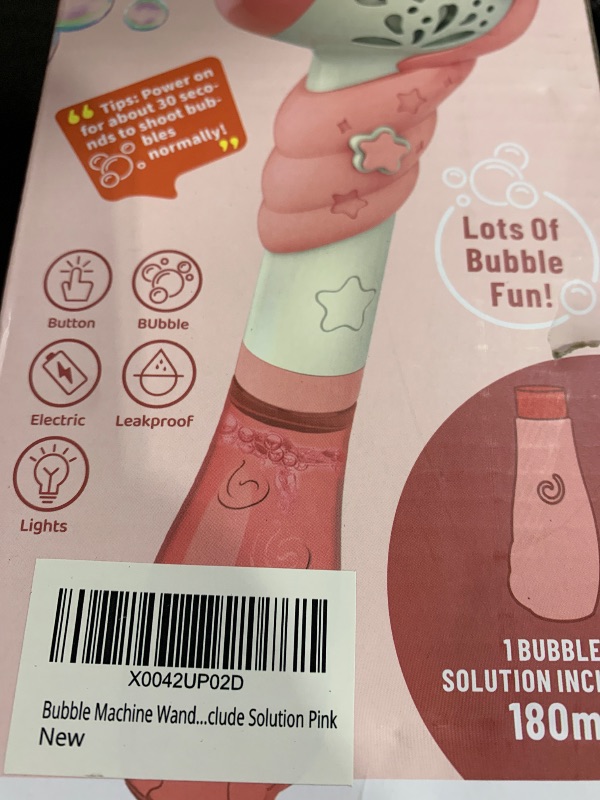 “ Tips: Power on
for about 30 seco-
nds to shoot bub-
bles
normally! ”
Lots Of
Bubble
Fun!
Button
BUbble
Electric
Leakproof
Lights
1 BUBBLE
SOLUTION INCL
180m
X0042UP02D
Bubble Machine Wand...clude Solution Pink
New